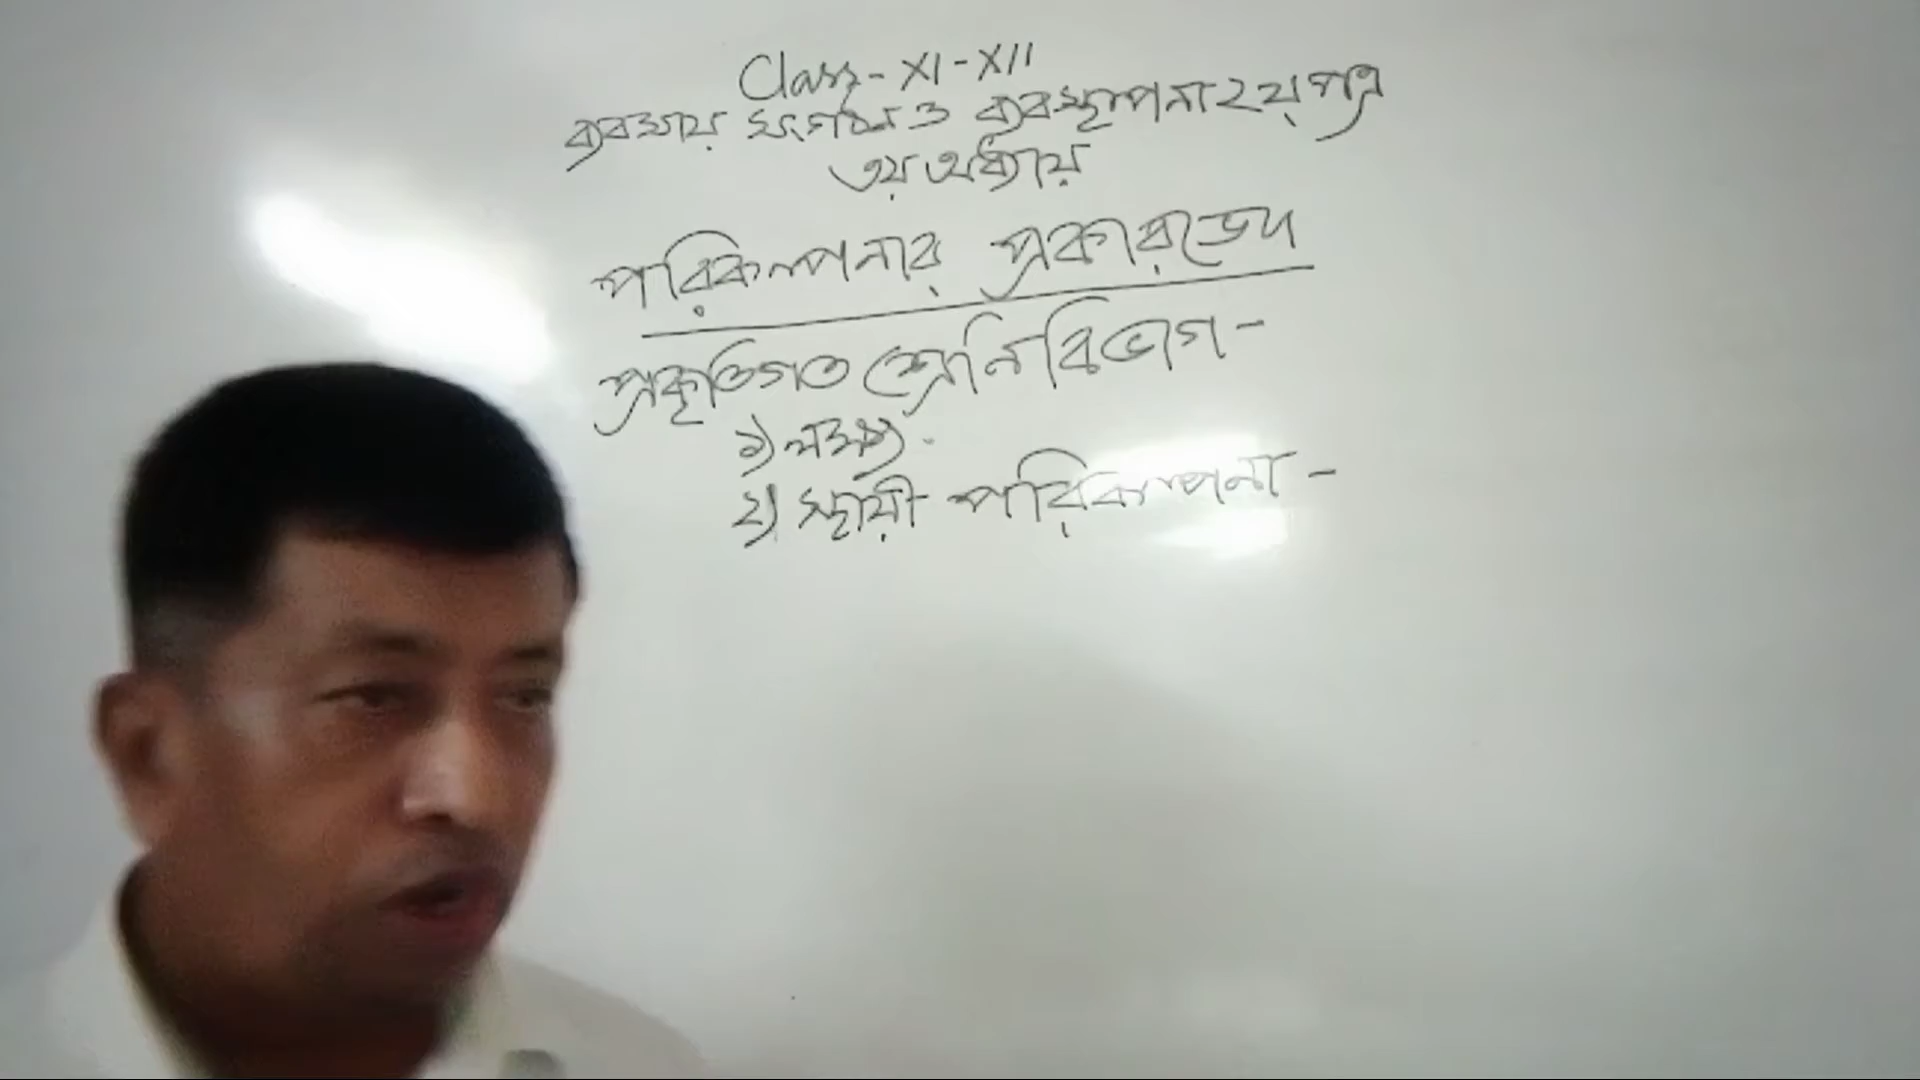 Class - XI - XII
ব্যবসায় সংগঠন ও ব্যবস্থাপনা ২য় পত্র
৩য় অধ্যায়
পরিকল্পনার প্রকারভেদ
প্রকৃতিগত শ্রেনিবিভাগ -
১) লক্ষ্য -
২) স্থায়ী পরিকল্পনা -